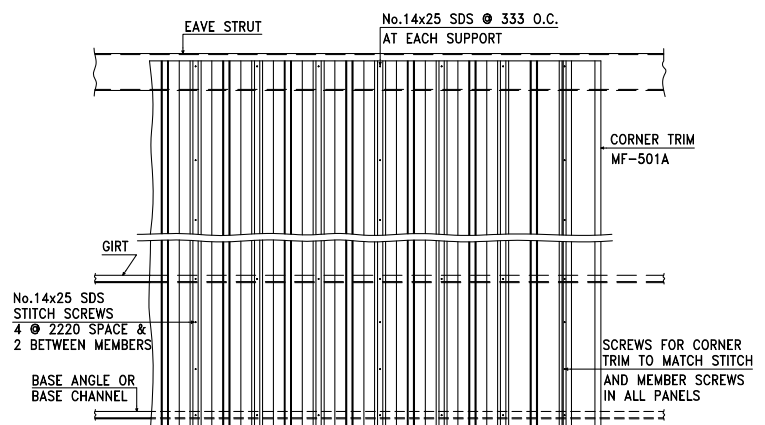 No.14x25 SDS @ 333 O.C.
AT EACH SUPPORT
EAVE STRUT
CORNER TRIM
MF-501A
GIRT
No.14x25 SDS
STITCH SCREWS
4 @ 2220 SPACE &
2 BETWEEN MEMBERS
SCREWS FOR CORNER
TRIM TO MATCH STITCH
AND MEMBER SCREWS
IN ALL PANELS
BASE ANGLE OR
BASE CHANNEL